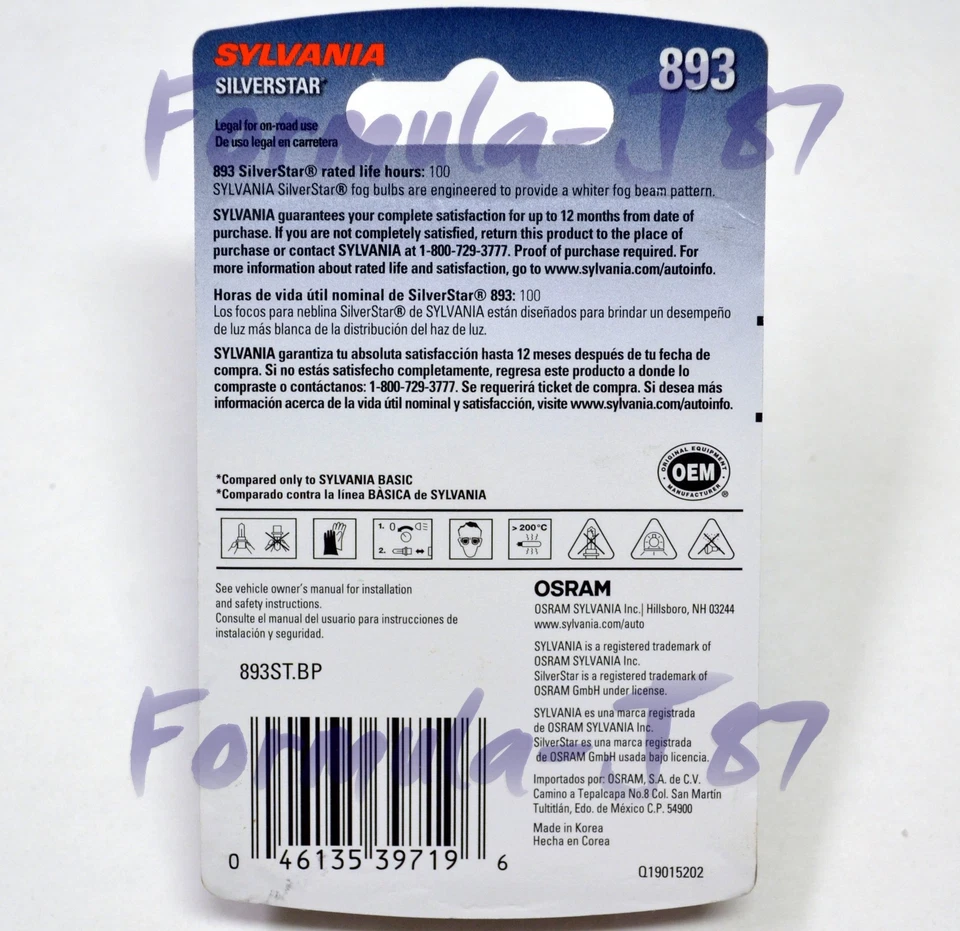 SYLVANIA
893
SILVERSTAR*
Formula-J87
Legal for on-road use
De uso legal en carretera
893 SilverStar® rated life hours: 100
SYLVANIA SilverStar® fog bulbs are engineered to provide a whiter fog beam pattern.
SYLVANIA guarantees your complete satisfaction for up to 12 months from date of
purchase. If you are not completely satisfied, return this product to the place of
purchase or contact SYLVANIA at 1-800-729-3777. Proof of purchase required. For
more information about rated life and satisfaction, go to www.sylvania.com/autoinfo.
Horas de vida útil nominal de SilverStar® 893: 100
Los focos para neblina SilverStar® de SYLVANIA están diseñados para brindar un desempeño
de luz más blanca de la distribución del haz de luz.
SYLVANIA garantiza tu absoluta satisfacción hasta 12 meses después de tu fecha de
compra. Si no estás satisfecho completamente, regresa este producto a donde lo
compraste o contáctanos: 1-800-729-3777. Se requerirá ticket de compra. Si desea más
información acerca de la vida útil nominal y satisfacción, visite www.sylvania.com/autoinfo.
ORIGINAL EQUIPMENT
OEM
MANUFACTURER ®
*Compared only to SYLVANIA BASIC
*Comparado contra la línea BÀSICA de SYLVANIA
1. 0
2.
> 200°C
See vehicle owner's manual for installation
and safety instructions.
Consulte el manual del usuario para instrucciones de
instalación y seguridad.
893ST.BP
OSRAM
OSRAM SYLVANIA Inc.| Hillsboro, NH 03244
www.sylvania.com/auto
SYLVANIA is a registered trademark of
OSRAM SYLVANIA Inc.
SilverStar is a registered trademark of
OSRAM GmbH under license.
SYLVANIA es una marca registrada
de OSRAM SYLVANIA Inc.
SilverStar es una marca registrada
de OSRAM GmbH usada bajo licencia.
Formula-J87
Importados por: OSRAM, S.A. de C.V.
Camino a Tepalcapa No.8 Col. San Martín
Tultitlán, Edo. de México C.P. 54900
Made in Korea
Hecha en Corea
0 46135 39719 6
Q19015202